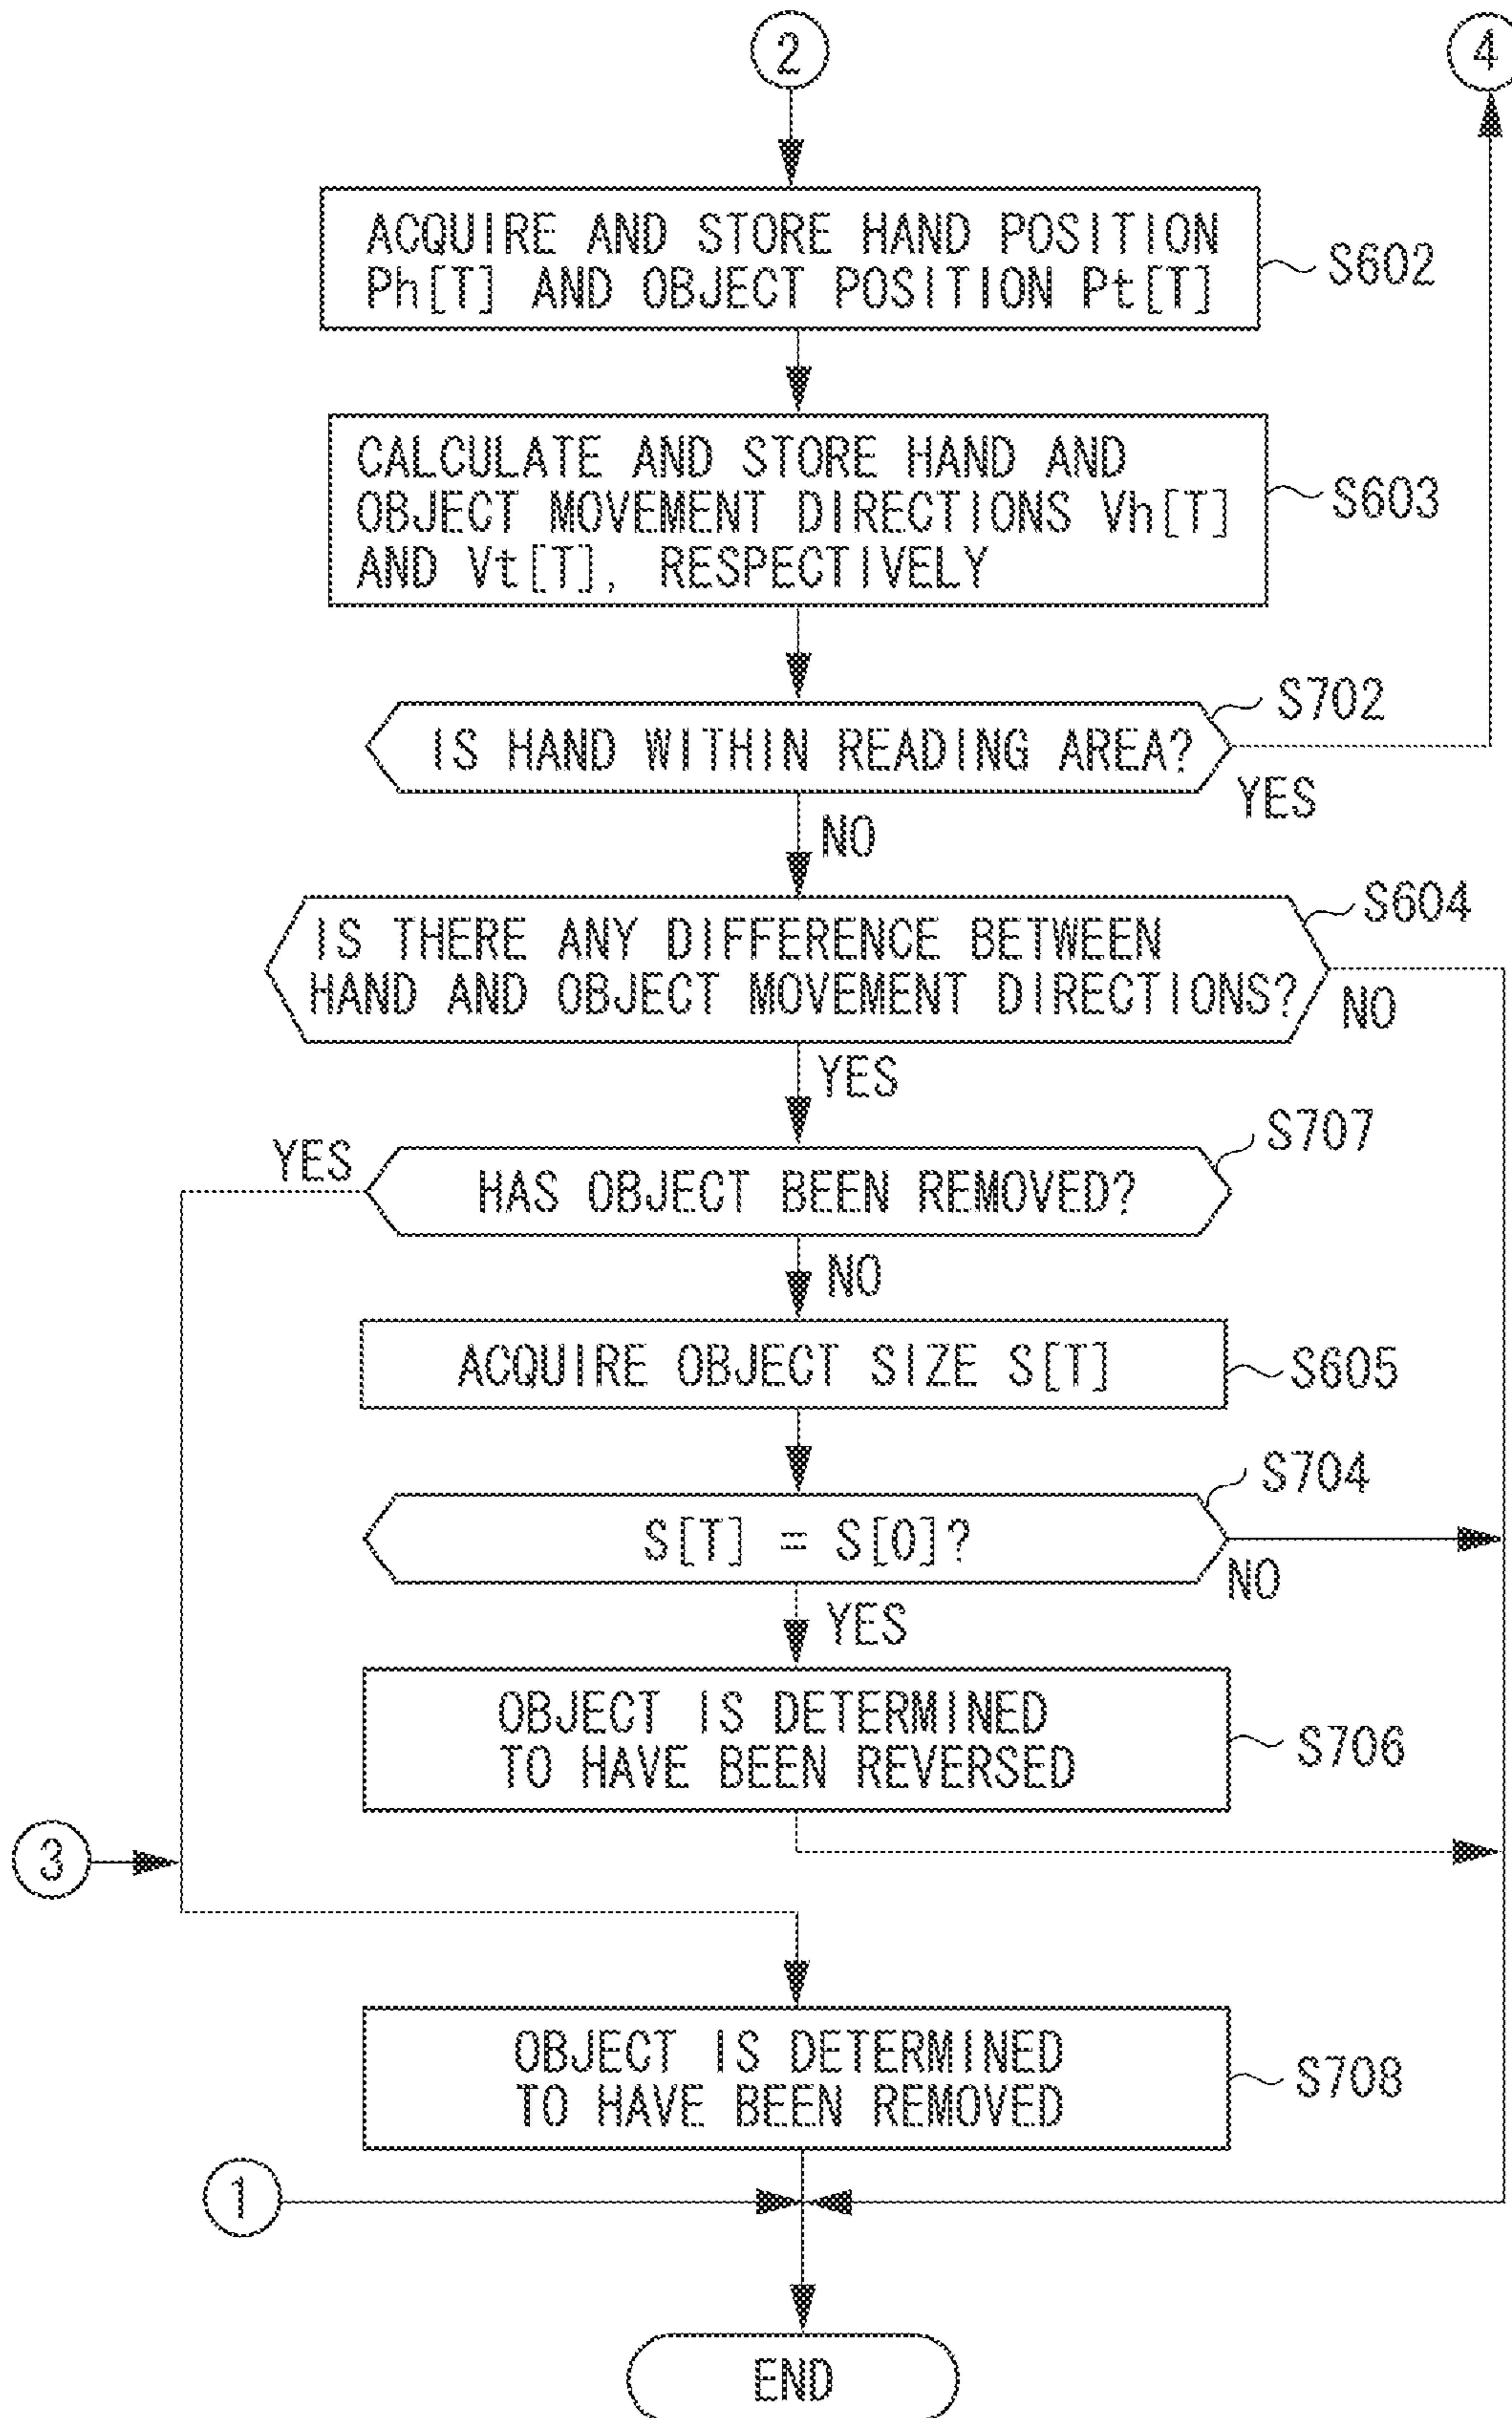 2
4
ACQUIRE AND STORE HAND POSITION
Ph[T] AND OBJECT POSITION Pt[T]
S602
CALCULATE AND STORE HAND AND
OBJECT MOVEMENT DIRECTIONS Vh[T]
AND Vt[T], RESPECTIVELY
S603
S702
IS HAND WITHIN READING AREA?
YES
NO
S604
IS THERE ANY DIFFERENCE BETWEEN
HAND AND OBJECT MOVEMENT DIRECTIONS?
NO
YES
S707
YES
HAS OBJECT BEEN REMOVED?
NO
ACQUIRE OBJECT SIZE S[T]
S605
S704
S[T] = S[0]?
NO
YES
OBJECT IS DETERMINED
TO HAVE BEEN REVERSED
S706
3
OBJECT IS DETERMINED
TO HAVE BEEN REMOVED
S708
1
END